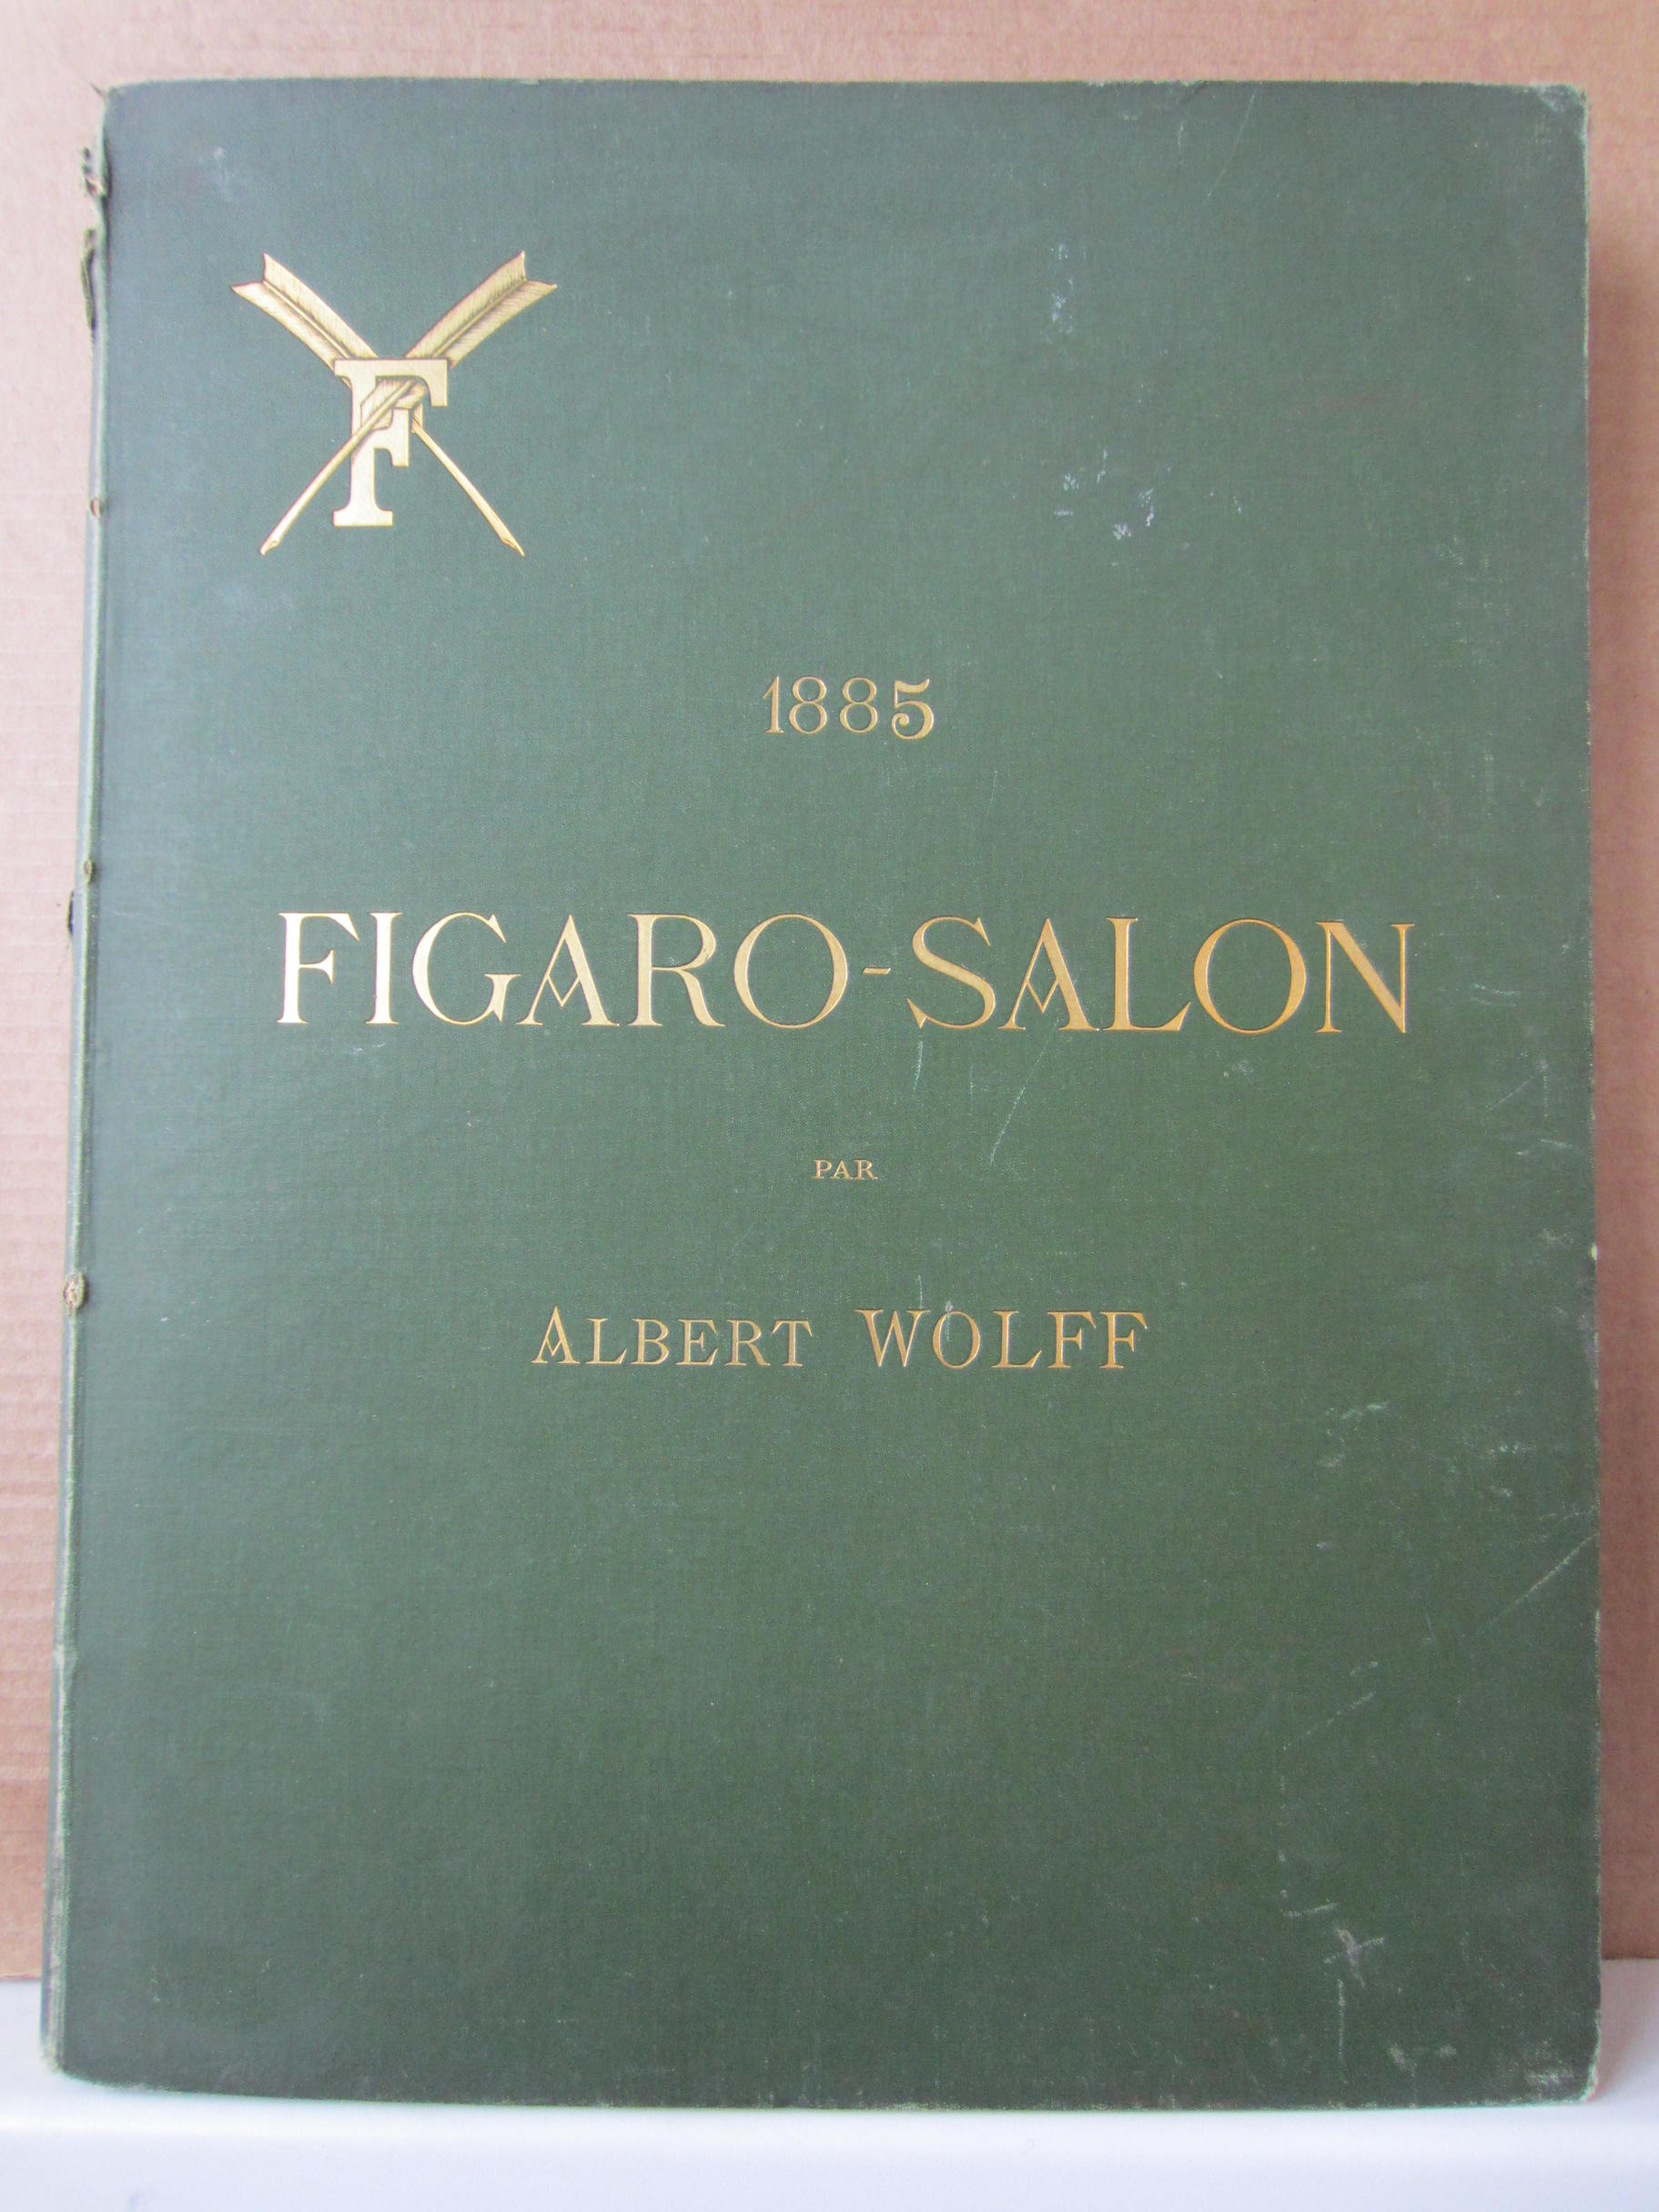 F
1885
FIGARO-SALON
PAR
ALBERT WOLFF